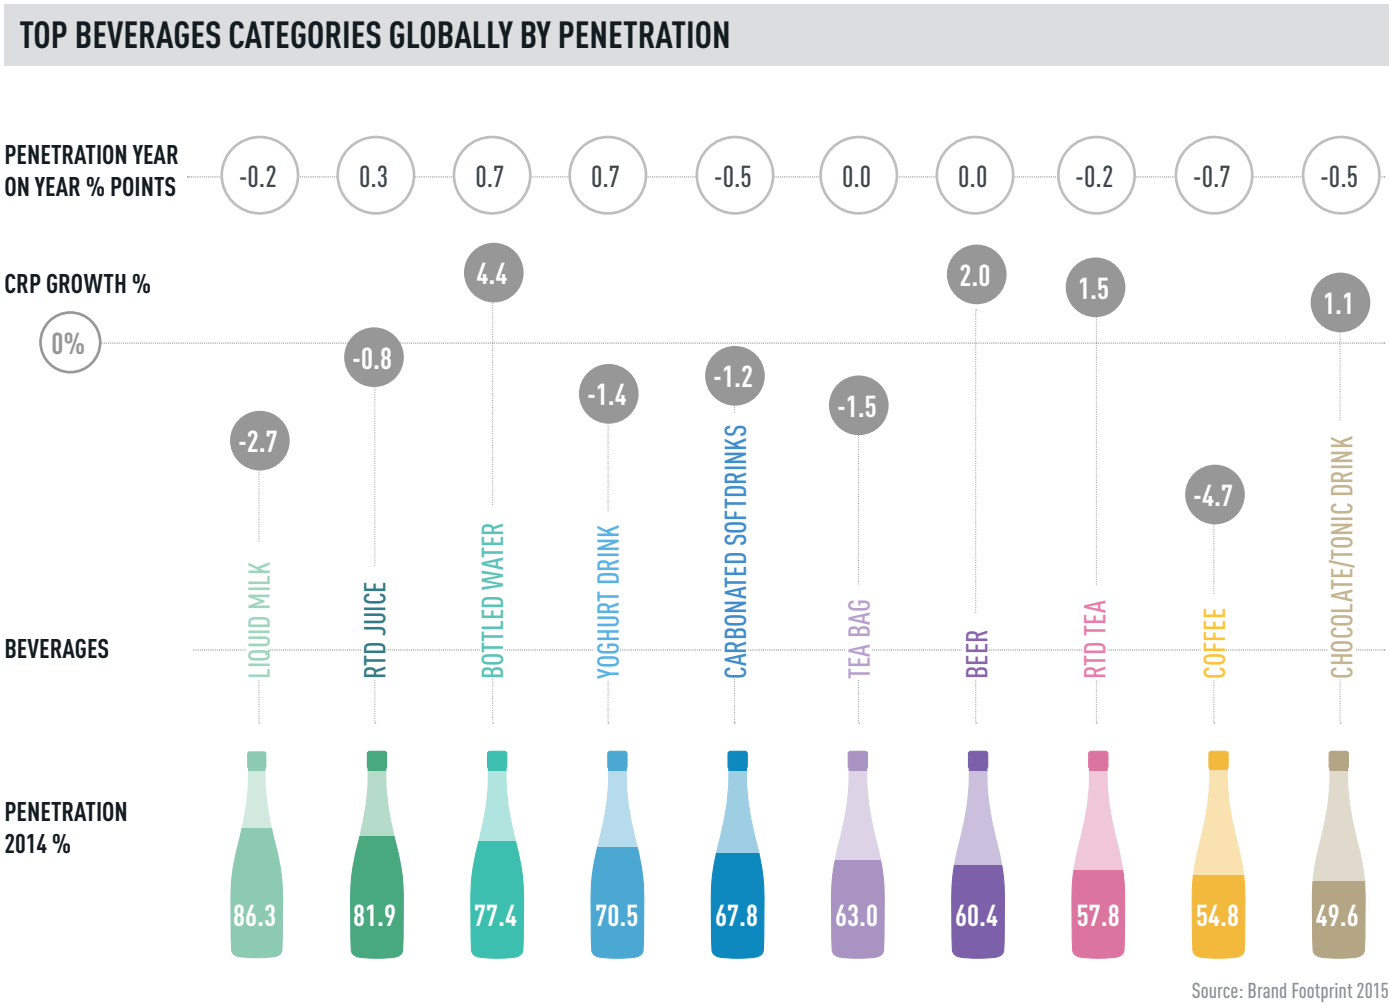 TOP BEVERAGES CATEGORIES GLOBALLY BY PENETRATION
PENETRATION YEAR
ON YEAR % POINTS
-0.2
0.3
0.7
0.7
-0.5
0.0
0.0
-0.2
-0.7
-0.5
CRP GROWTH %
0%
-2.7
-0.8
4.4
-1.4
-1.2
-1.5
2.0
1.5
-4.7
1.1
BEVERAGES
LIQUID MILK
RTD JUICE
BOTTLED WATER
YOGHURT DRINK
CARBONATED SOFTDRINKS
TEA BAG
BEER
RTD TEA
COFFEE
CHOCOLATE/TONIC DRINK
PENETRATION
2014 %
86.3
81.9
77.4
70.5
67.8
63.0
60.4
57.8
54.8
49.6
Source: Brand Footprint 2015